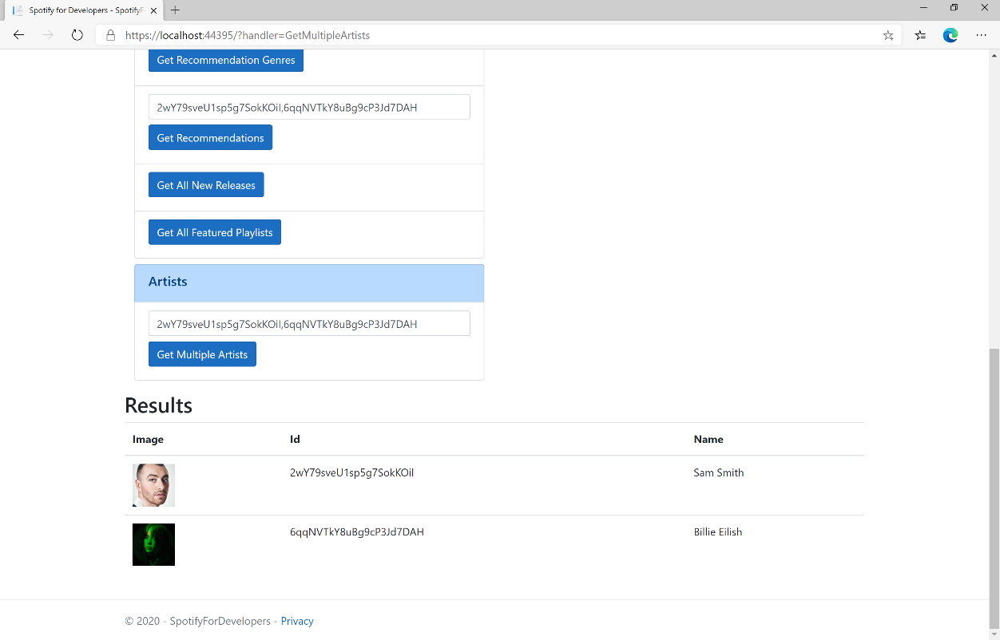 Spotify for Developers - SpotifyF
https://localhost:44395/?handler=GetMultipleArtists
Get Recommendation Genres
2wY79sveU1sp5g7SokKOil,6qqNVTkY8uBg9cP3Jd7DAH
Get Recommendations
Get All New Releases
Get All Featured Playlists
Artists
2wY79sveU1sp5g7SokKOil,6qqNVTkY8uBg9cP3Jd7DAH
Get Multiple Artists
Results
Image Id Name
2wY79sveU1sp5g7SokKOil Sam Smith
6qqNVTkY8uBg9cP3Jd7DAH Billie Eilish
© 2020 - SpotifyForDevelopers - Privacy